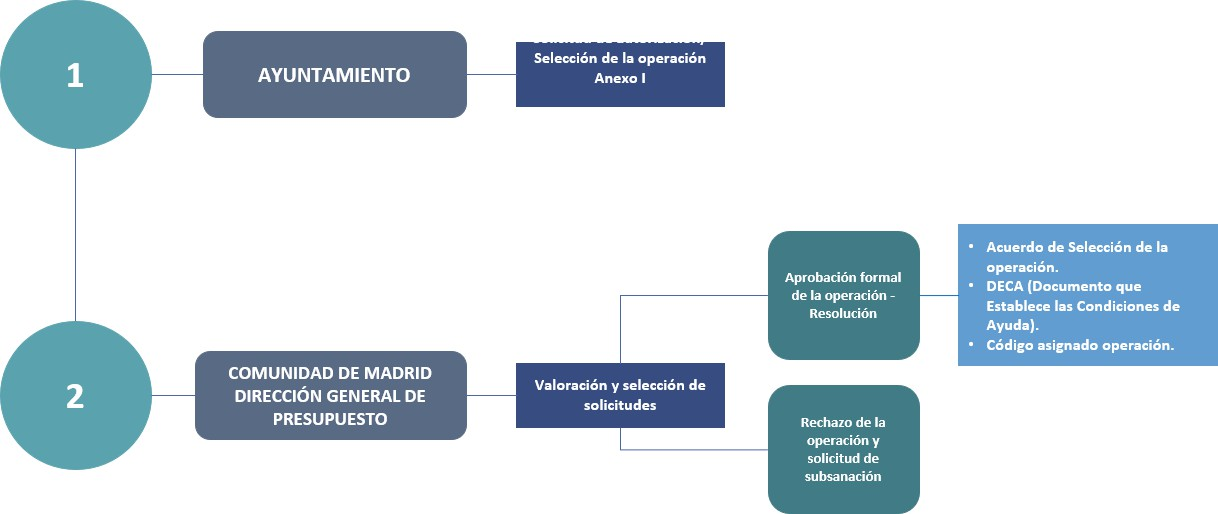 1
AYUNTAMIENTO
Selección de la operación
Anexo I
Aprobación formal
de la operación -
Resolución
• Acuerdo de Selección de la
operación.
• DECA (Documento que
Establece las Condiciones de
Ayuda).
• Código asignado operación.
2
COMUNIDAD DE MADRID
DIRECCIÓN GENERAL DE
PRESUPUESTO
Valoración y selección de
solicitudes
Rechazo de la
operación y
solicitud de
subsanación